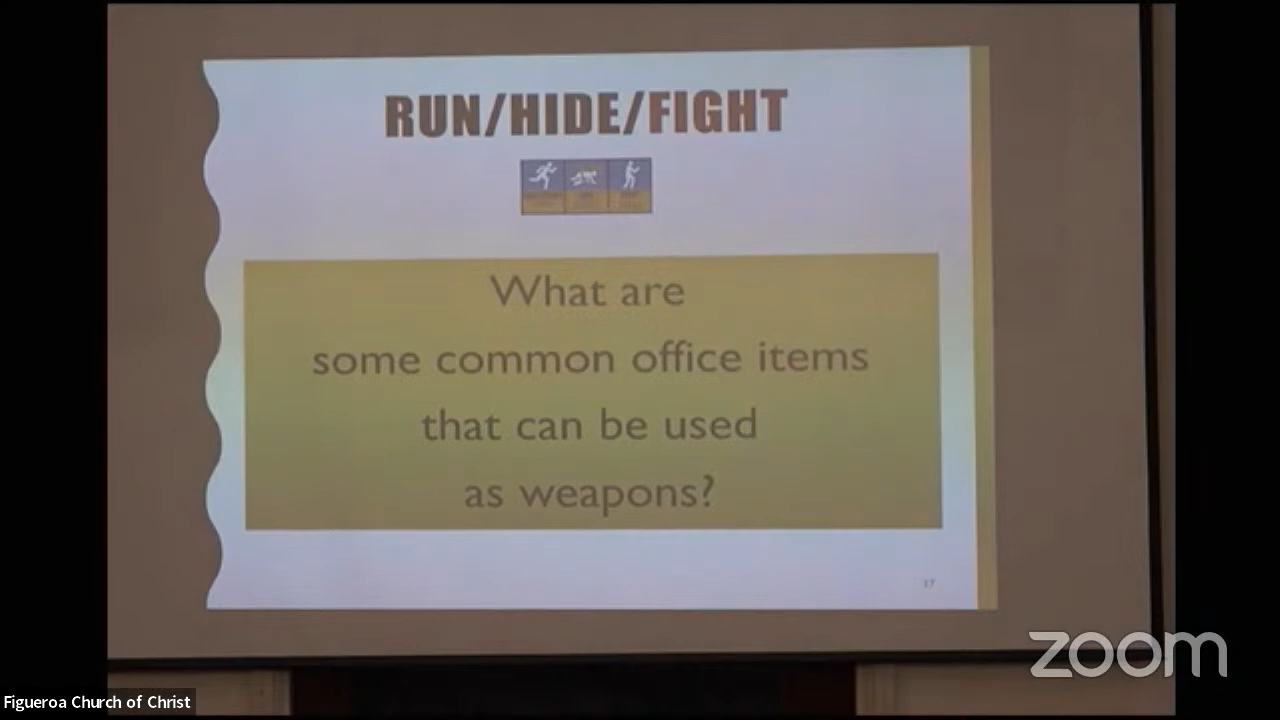 RUN/HIDE/FIGHT
What are
some common office items
that can be used
as weapons?
37
zoom
Figueroa Church of Christ